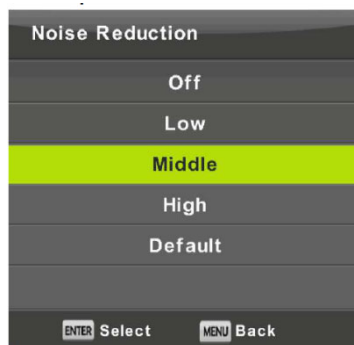 Noise Reduction
Off
Low
Middle
High
Default
ENTER Select MENU Back